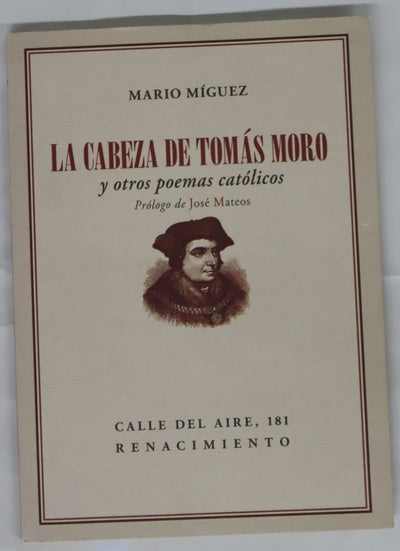 MARIO MÍGUEZ
LA CABEZA DE TOMÁS MORO
y otros poemas católicos
Prólogo de José Mateos
CALLE DEL AIRE, 181
RENACIMIENTO